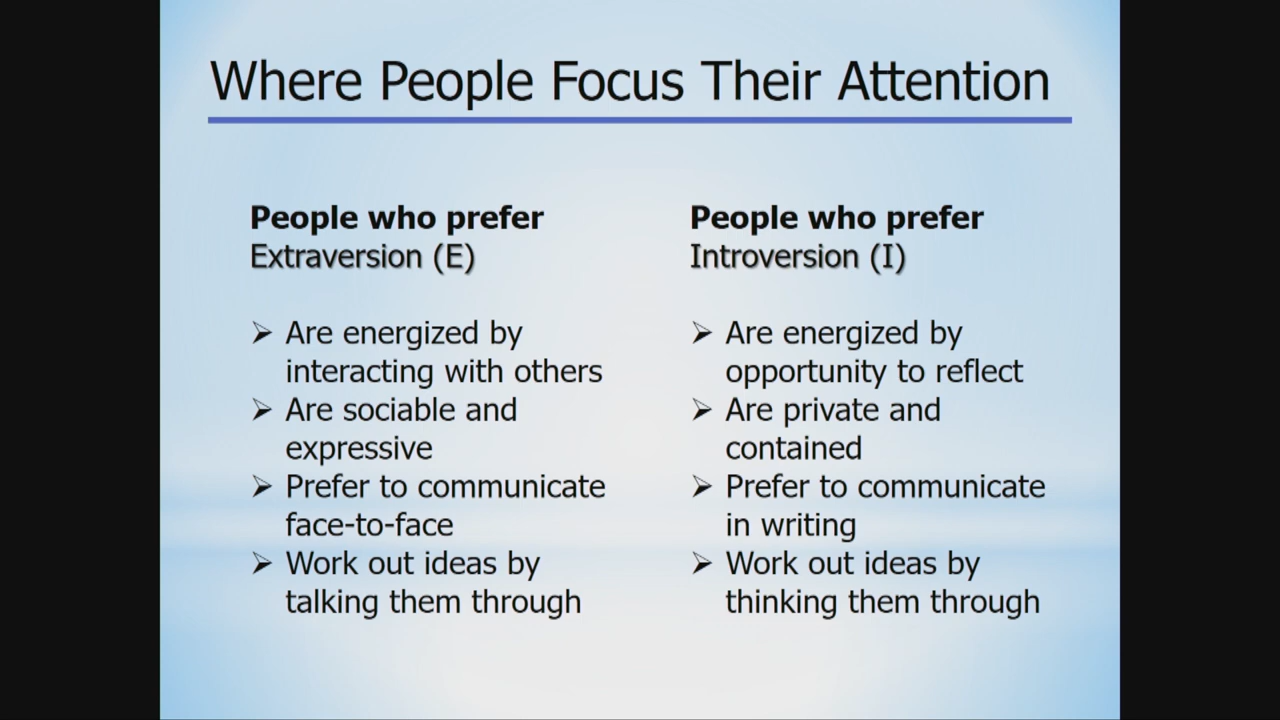 Where People Focus Their Attention
People who prefer
Extraversion (E)
➢ Are energized by
interacting with others
➢ Are sociable and
expressive
➢ Prefer to communicate
face-to-face
➢ Work out ideas by
talking them through
People who prefer
Introversion (I)
➢ Are energized by
opportunity to reflect
➢ Are private and
contained
➢ Prefer to communicate
in writing
➢ Work out ideas by
thinking them through